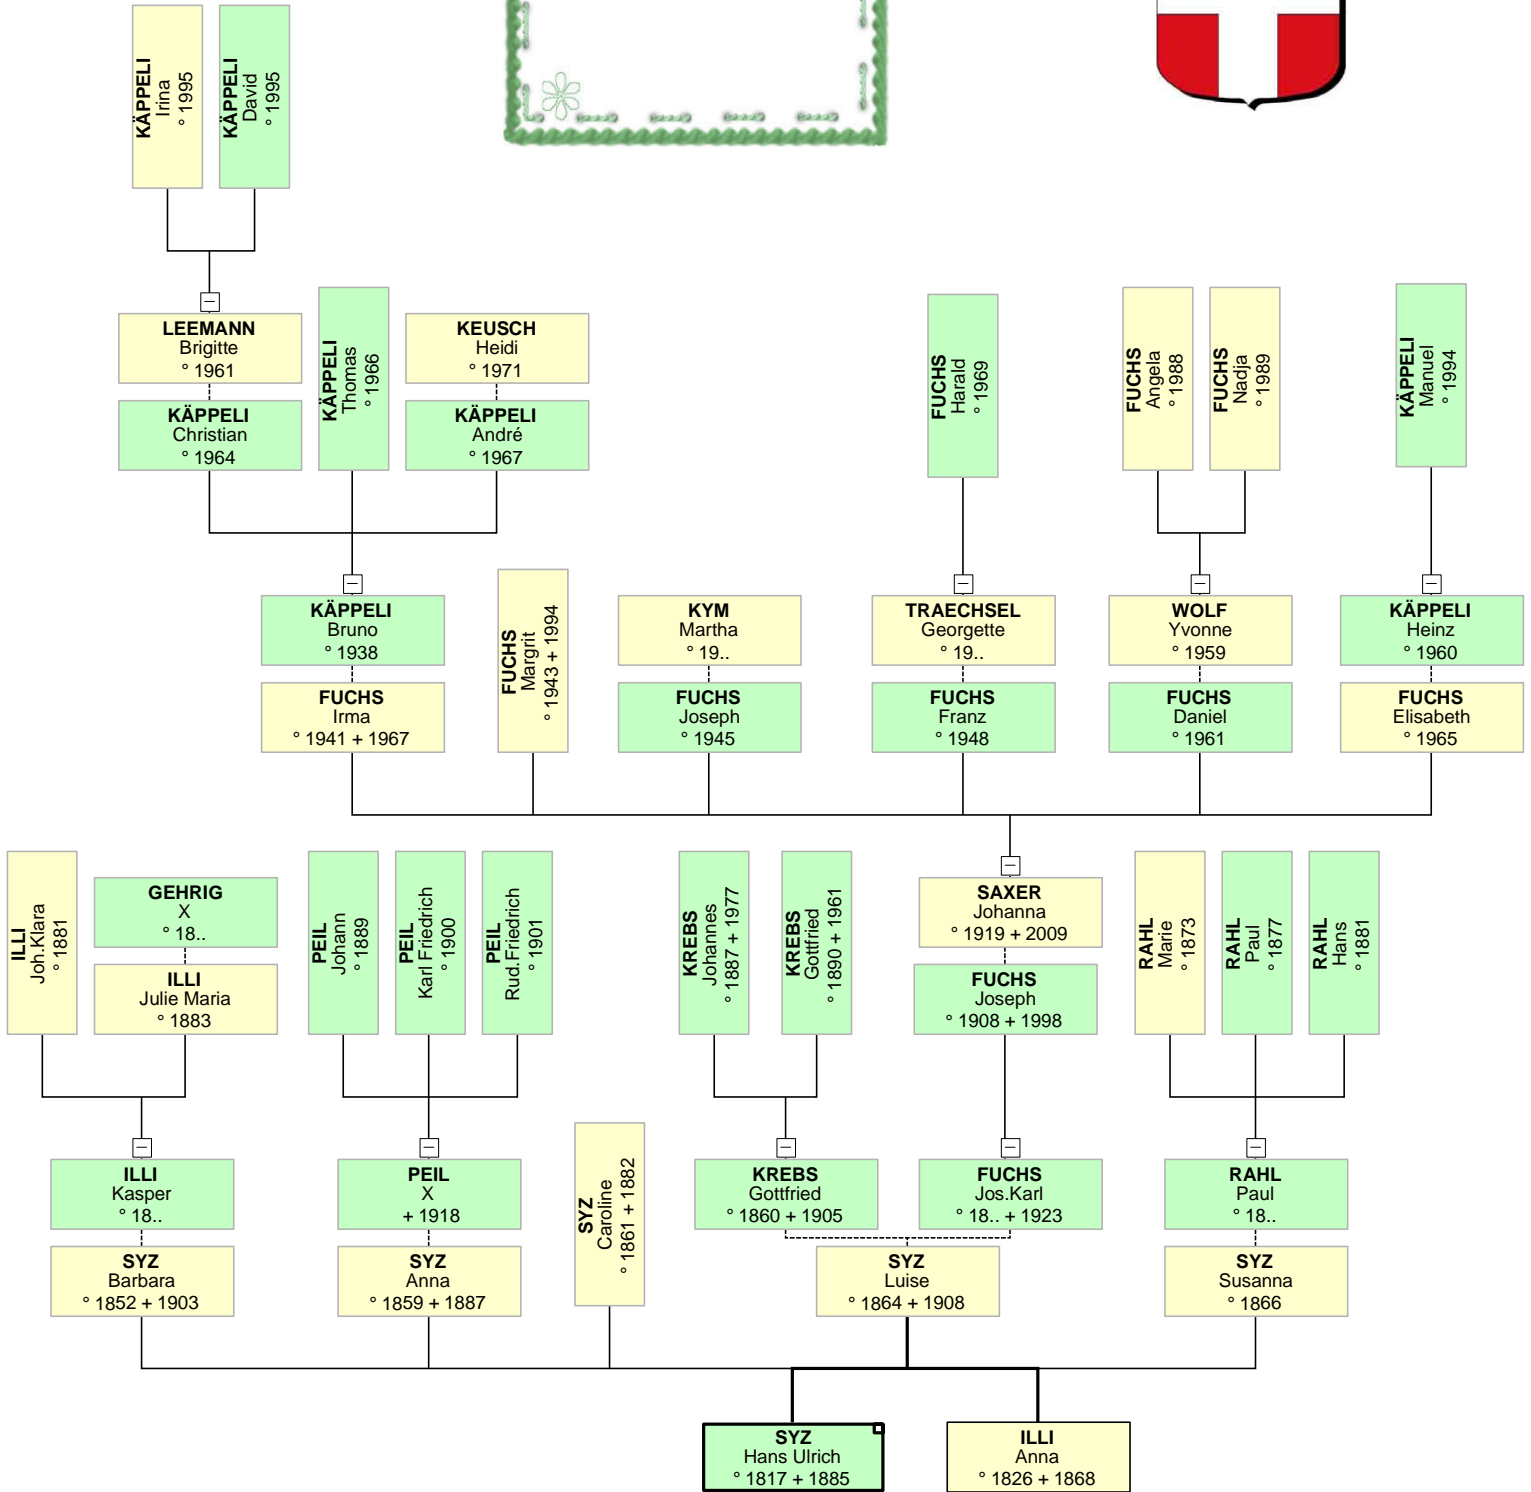 KÄPPELI
Irina
° 1995
KÄPPELI
David
° 1995
LEEMANN
Brigitte
° 1961
KÄPPELI
Christian
° 1964
KÄPPELI
Thomas
° 1966
KEUSCH
Heidi
° 1971
KÄPPELI
André
° 1967
FUCHS
Harald
° 1969
FUCHS
Angela
° 1988
FUCHS
Nadja
° 1989
KÄPPELI
Manuel
° 1994
KÄPPELI
Bruno
° 1938
FUCHS
Irma
° 1941 + 1967
FUCHS
Margrit
° 1943 + 1994
KYM
Martha
° 19..
FUCHS
Joseph
° 1945
TRAECHSEL
Georgette
° 19..
FUCHS
Franz
° 1948
WOLF
Yvonne
° 1959
FUCHS
Daniel
° 1961
KÄPPELI
Heinz
° 1960
FUCHS
Elisabeth
° 1965
ILLI
Joh.Klara
° 1881
GEHRIG
X
° 18..
ILLI
Julie Maria
° 1883
PEIL
Johann
° 1889
PEIL
Karl Friedrich
° 1900
PEIL
Rud.Friedrich
° 1901
KREBS
Johannes
° 1887 + 1977
KREBS
Gottfried
° 1890 + 1961
SAXER
Johanna
° 1919 + 2009
FUCHS
Joseph
° 1908 + 1998
RAHL
Marie
° 1873
RAHL
Paul
° 1877
RAHL
Hans
° 1881
ILLI
Kasper
° 18..
SYZ
Barbara
° 1852 + 1903
PEIL
X
+ 1918
SYZ
Anna
° 1859 + 1887
SYZ
Caroline
° 1861 + 1882
KREBS
Gottfried
° 1860 + 1905
FUCHS
Jos.Karl
° 18.. + 1923
SYZ
Luise
° 1864 + 1908
RAHL
Paul
° 18..
SYZ
Susanna
° 1866
SYZ
Hans Ulrich
° 1817 + 1885
ILLI
Anna
° 1826 + 1868